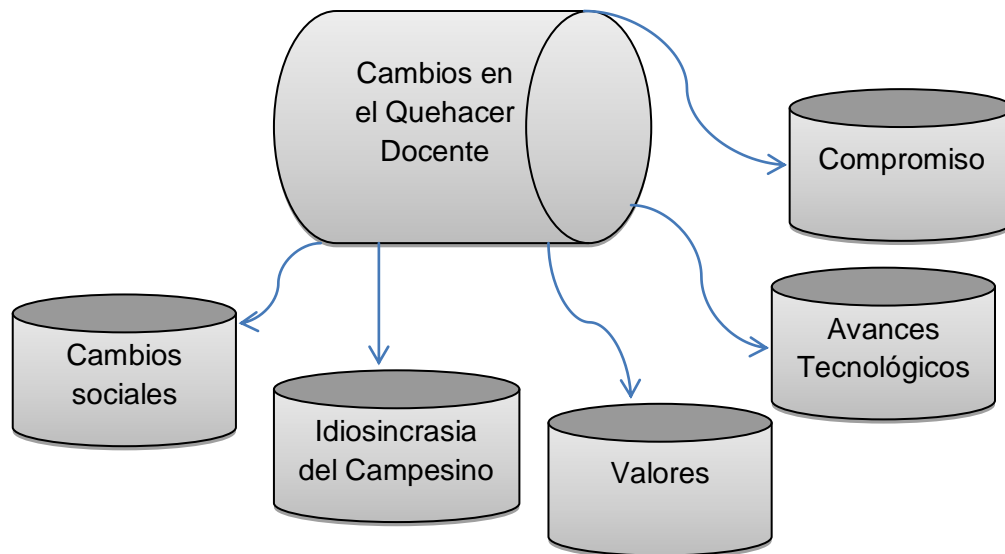 Cambios en
el Quehacer
Docente
Compromiso
Avances
Tecnológicos
Cambios
sociales
Idiosincrasia
del Campesino
Valores